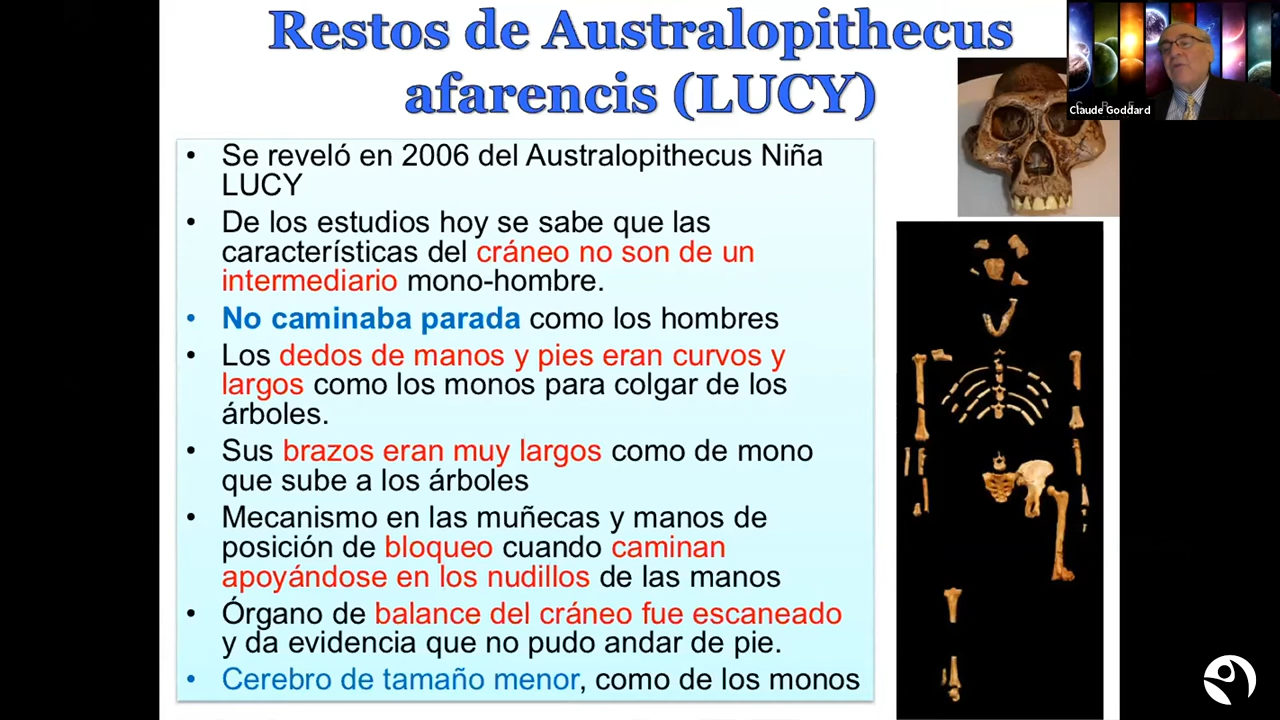 Restos de Australopithecus
afarencis (LUCY)
Claude Goddard
• Se reveló en 2006 del Australopithecus Niña
LUCY
• De los estudios hoy se sabe que las
características del cráneo no son de un
intermediario mono-hombre.
• No caminaba parada como los hombres
• Los dedos de manos y pies eran curvos y
largos como los monos para colgar de los
árboles.
• Sus brazos eran muy largos como de mono
que sube a los árboles
• Mecanismo en las muñecas y manos de
posición de bloqueo cuando caminan
apoyándose en los nudillos de las manos
• Órgano de balance del cráneo fue escaneado
y da evidencia que no pudo andar de pie.
• Cerebro de tamaño menor, como de los monos